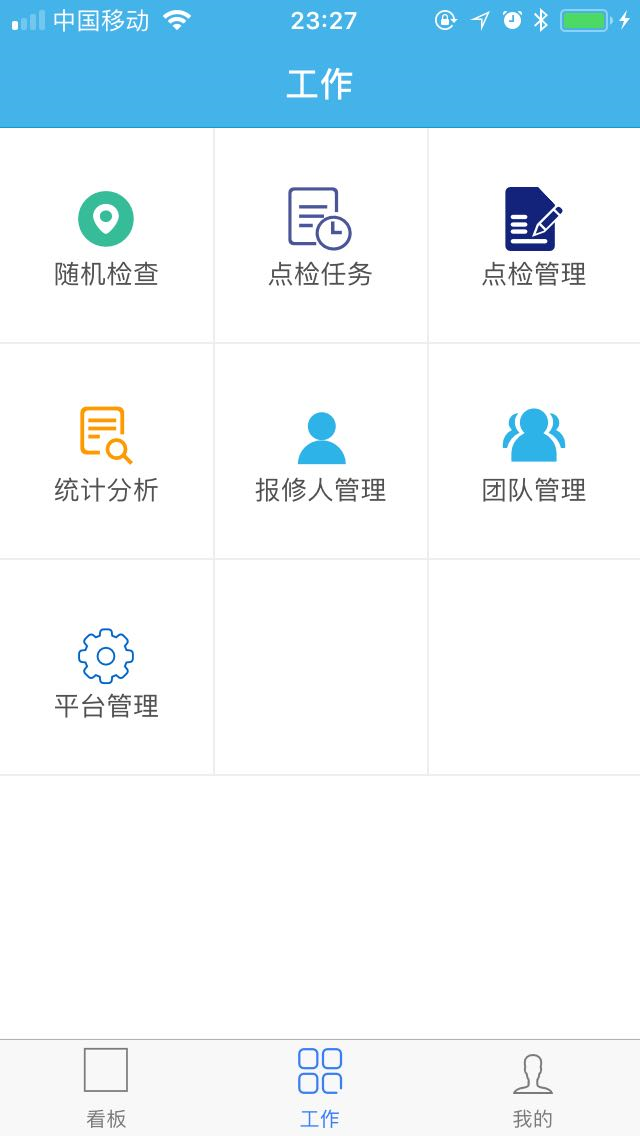 中国移动 23:27
工作
随机检查 点检任务 点检管理
统计分析 报修人管理 团队管理
平台管理
看板 工作 我的